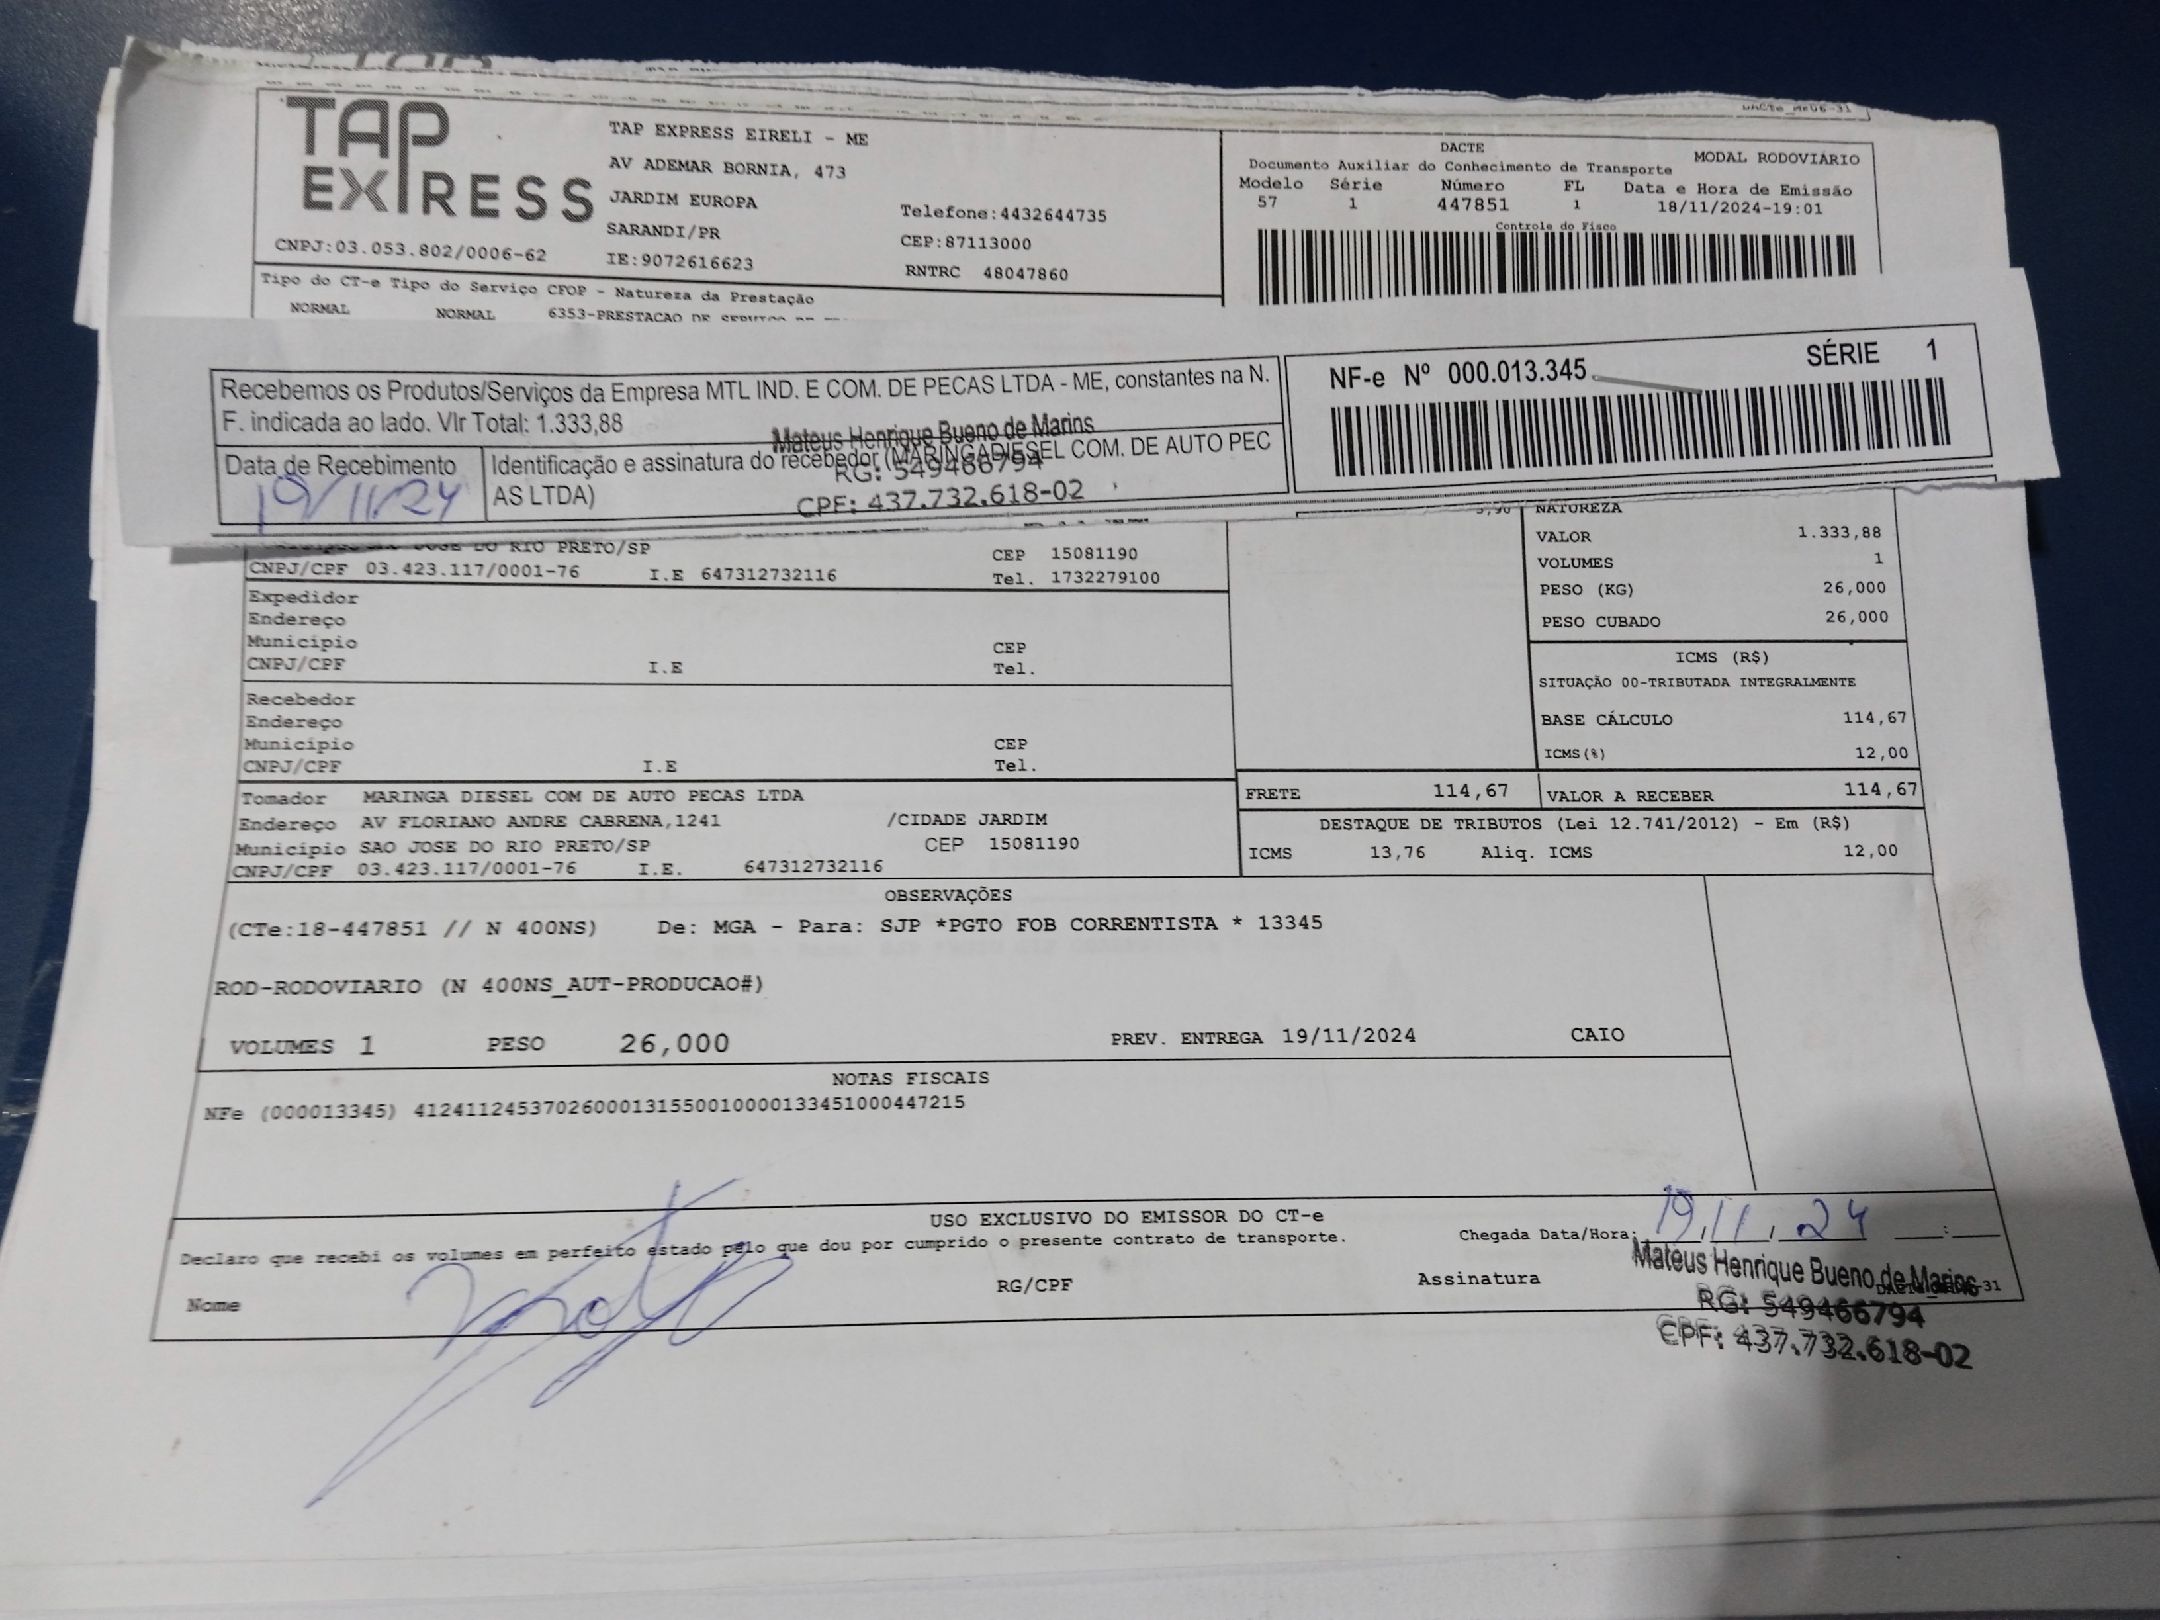 TAP EXPRESS
TAP EXPRESS EIRELI - ME
AV ADEMAR BORNIA, 473
JARDIM EUROPA
SARANDI/PR
IE:9072616623
Telefone:4432644735
CEP:87113000
RNTRC 48047860
CNPJ:03.053.802/0006-62
DACTE
MODAL RODOVIÁRIO
Documento Auxiliar do Conhecimento de Transporte
Modelo Série Número FL Data e Hora de Emissão
57 1 447851 1 18/11/2024-19:01
Controle do Fisco
Tipo do CT-e Tipo do Serviço CFOP - Natureza da Prestação
NORMAL NORMAL 6353-PRESTACAO DE SERVICO DE
Recebemos os Produtos/Serviços da Empresa MTL IND. E COM. DE PECAS LTDA - ME, constantes na N.
F. indicada ao lado. Vlr Total: 1.333,88
Data de Recebimento
19/11/24
Identificação e assinatura do recebedor (MARINGADIESEL COM. DE AUTO PEC
AS LTDA)
Mateus Henrique Bueno de Marins
RG: 549466794
CPF: 437.732.618-02
NF-e Nº 000.013.345
SÉRIE 1
JOSE DO RIO PRETO/SP CEP 15081190
CNPJ/CPF 03.423.117/0001-76 I.E 647312732116 Tel. 1732279100
NATUREZA
VALOR 1.333,88
VOLUMES 1
PESO (KG) 26,000
PESO CUBADO 26,000
Expedidor
Endereço
Município CEP
CNPJ/CPF I.E Tel.
ICMS (R$)
SITUAÇÃO 00-TRIBUTADA INTEGRALMENTE
BASE CÁLCULO 114,67
ICMS(%) 12,00
Recebedor
Endereço
Município CEP
CNPJ/CPF I.E Tel.
Tomador MARINGA DIESEL COM DE AUTO PECAS LTDA
Endereço AV FLORIANO ANDRE CABRENA,1241 /CIDADE JARDIM
Município SAO JOSE DO RIO PRETO/SP CEP 15081190
CNPJ/CPF 03.423.117/0001-76 I.E. 647312732116
FRETE 114,67 VALOR A RECEBER 114,67
DESTAQUE DE TRIBUTOS (Lei 12.741/2012) - Em (R$)
ICMS 13,76 Aliq. ICMS 12,00
OBSERVAÇÕES
(CTe:18-447851 // N 400NS) De: MGA - Para: SJP *PGTO FOB CORRENTISTA * 13345
ROD-RODOVIARIO (N 400NS_AUT-PRODUCAO#)
VOLUMES 1 PESO 26,000 PREV. ENTREGA 19/11/2024 CAIO
NOTAS FISCAIS
NFe (000013345) 41241124537026000131550010000133451000447215
USO EXCLUSIVO DO EMISSOR DO CT-e
Declaro que recebi os volumes em perfeito estado pelo que dou por cumprido o presente contrato de transporte.
Chegada Data/Hora: 19/11/24 :
Nome RG/CPF Assinatura
Mateus Henrique Bueno de Marins
RG: 549466794
CPF: 437.732.618-02